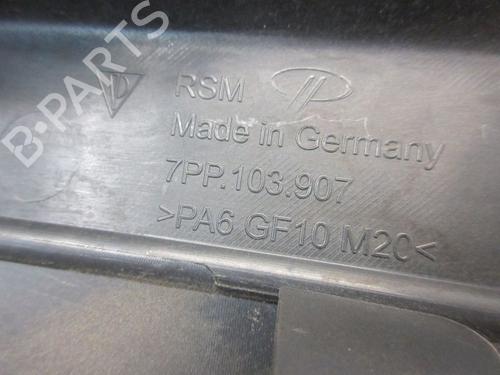 B-PARTS
RSM
Made in Germany
7PP.103.907
>PA6 GF10 M20<